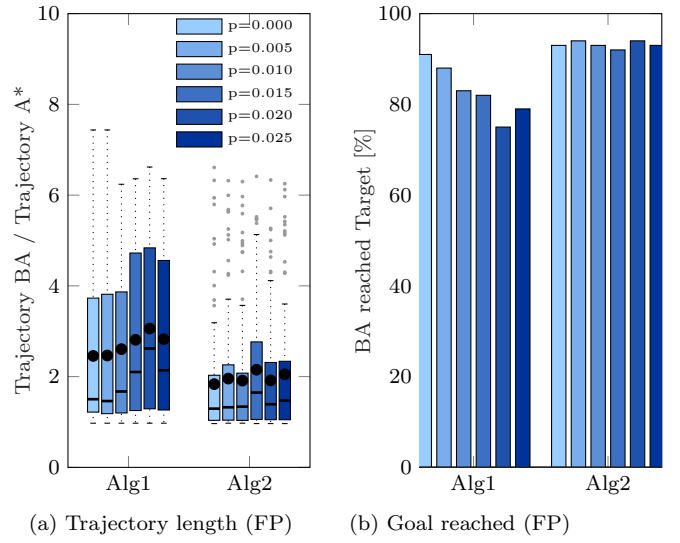 Trajectory BA / Trajectory A*
10
8
6
4
2
0
p=0.000
p=0.005
p=0.010
p=0.015
p=0.020
p=0.025
Alg1 Alg2
(a) Trajectory length (FP)
BA reached Target [%]
100
80
60
40
20
0
Alg1 Alg2
(b) Goal reached (FP)